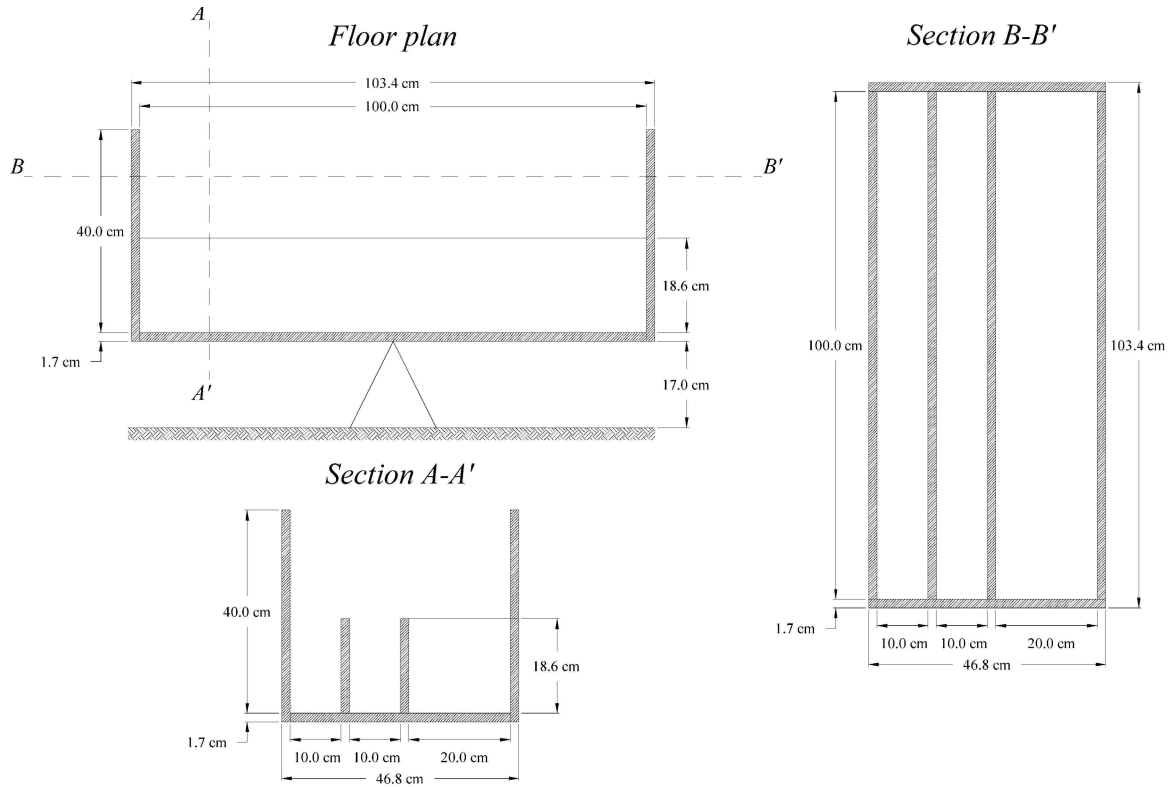 A
Floor plan
103.4 cm
100.0 cm
B
B'
40.0 cm
18.6 cm
1.7 cm
A'
17.0 cm
Section A-A'
40.0 cm
18.6 cm
1.7 cm
10.0 cm
10.0 cm
20.0 cm
46.8 cm
Section B-B'
100.0 cm
103.4 cm
1.7 cm
10.0 cm
10.0 cm
20.0 cm
46.8 cm